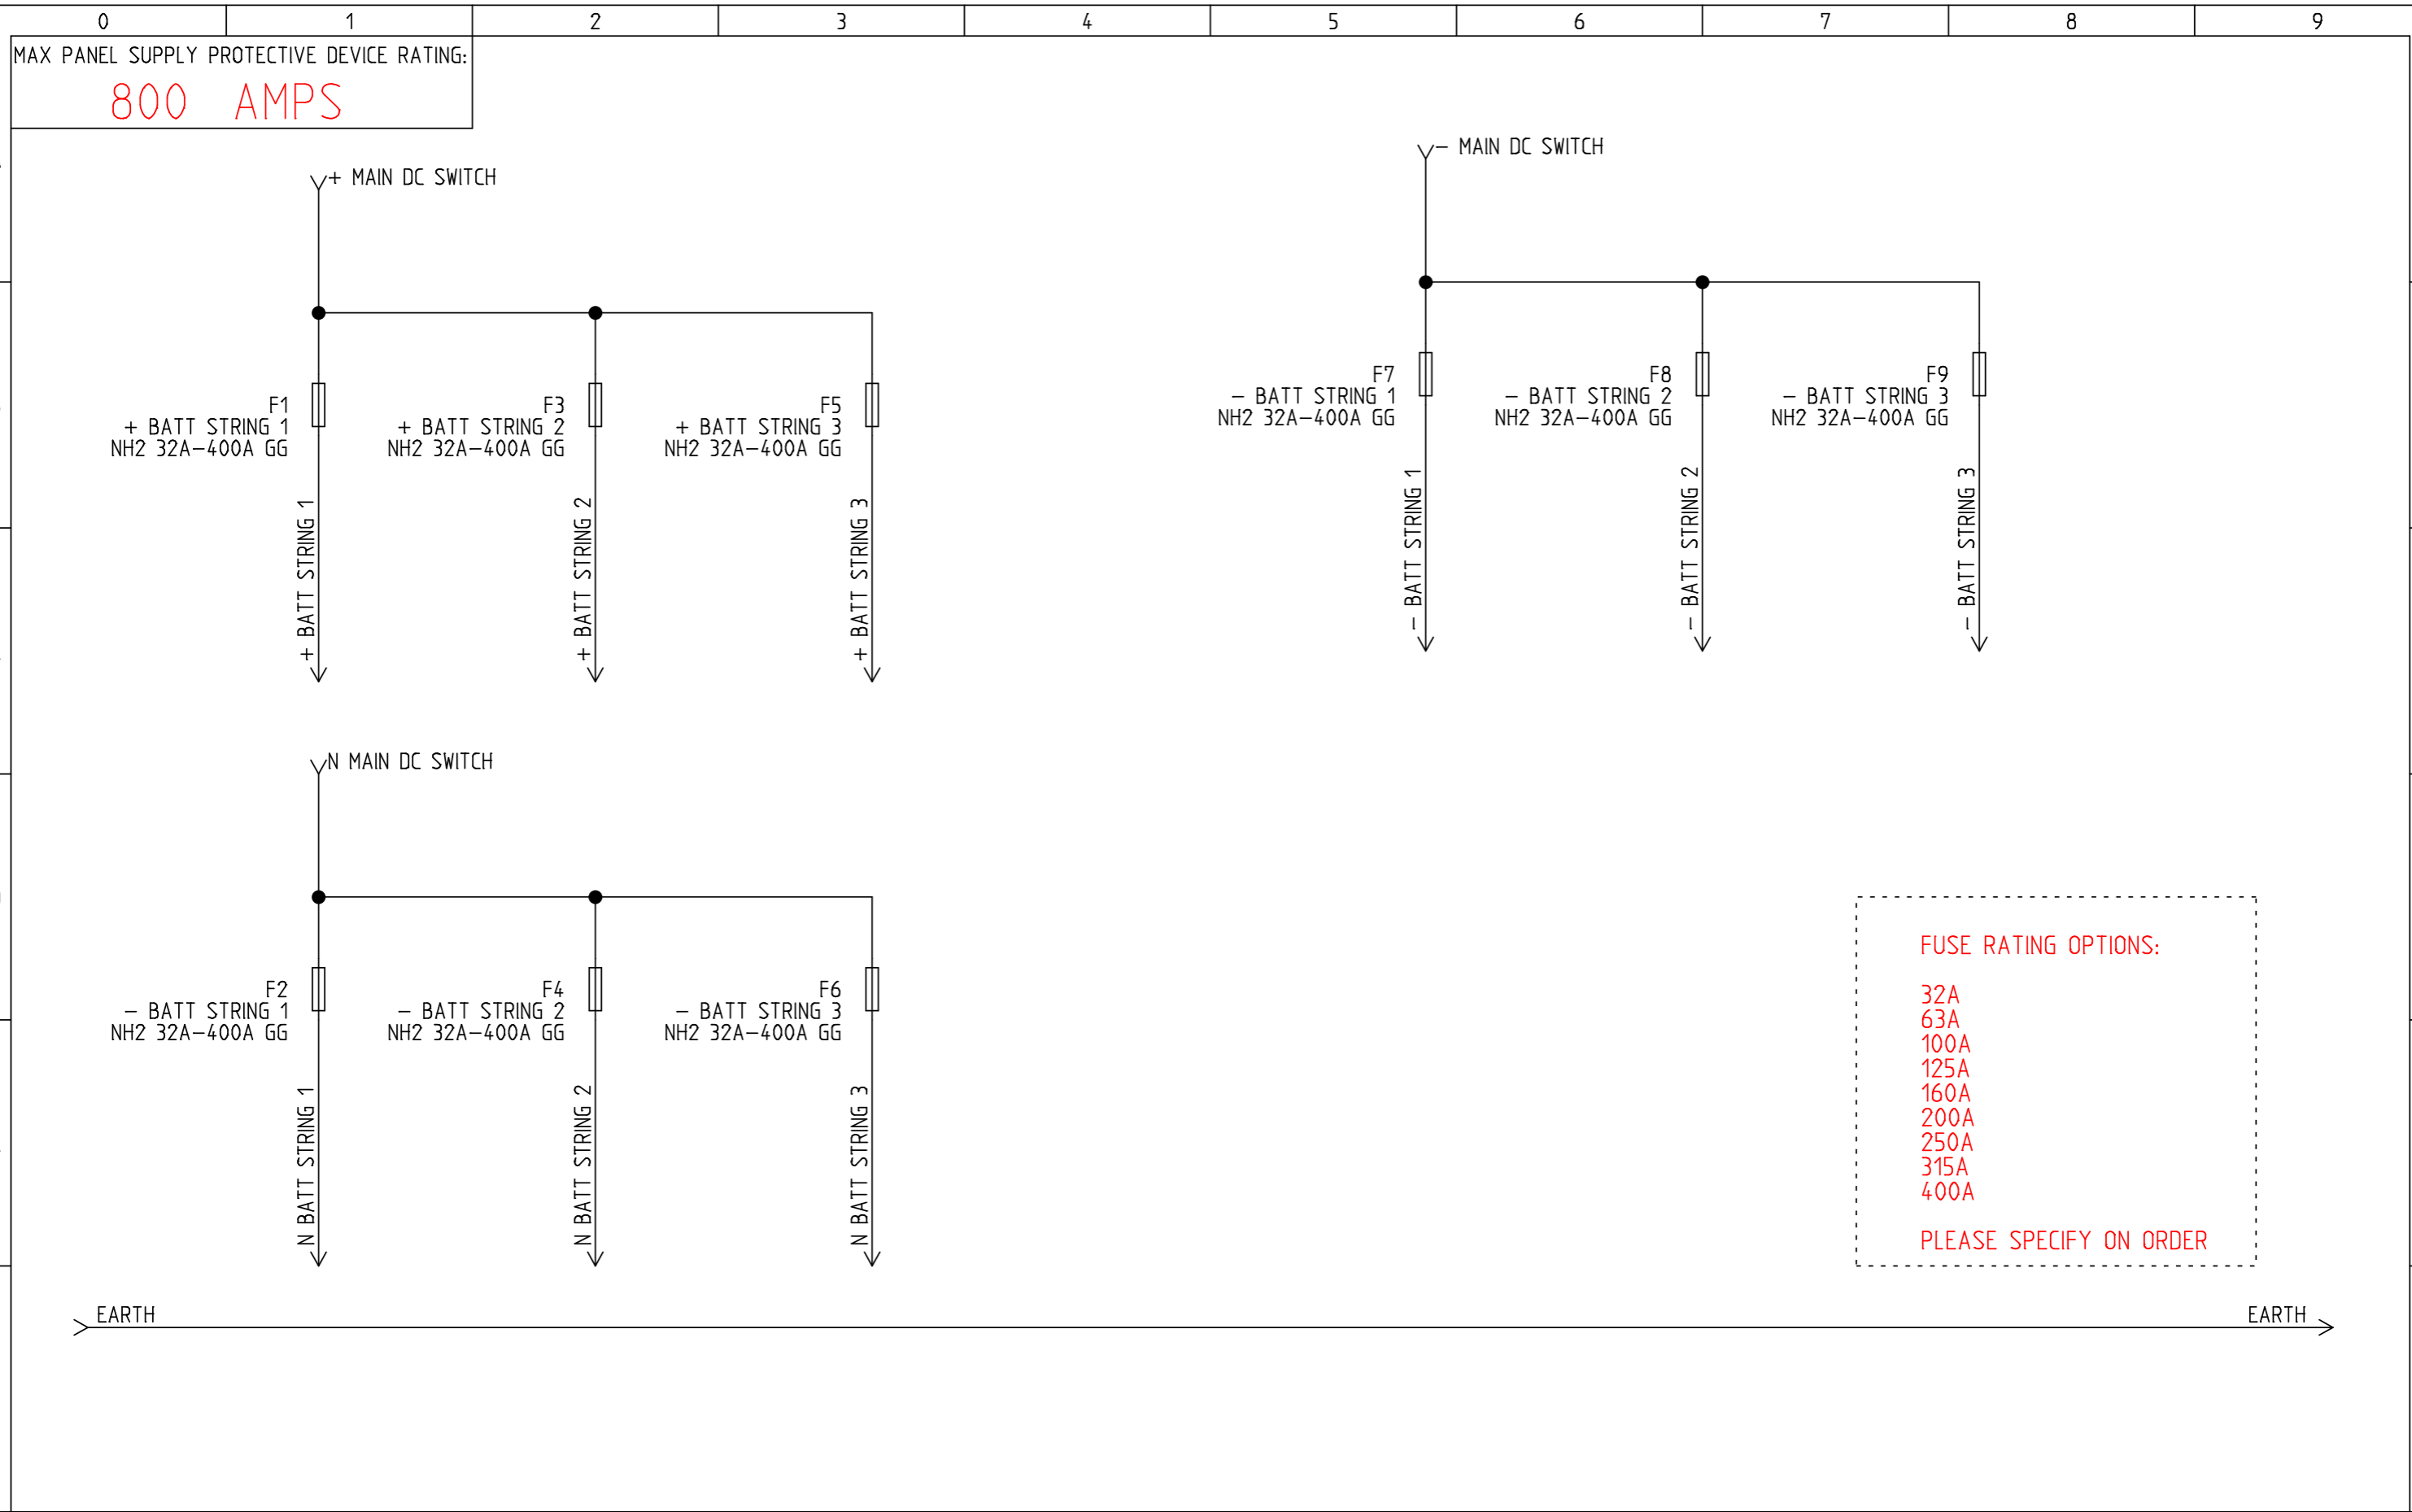 0 1 2 3 4 5 6 7 8 9
MAX PANEL SUPPLY PROTECTIVE DEVICE RATING:
800 AMPS
+ MAIN DC SWITCH
F1
+ BATT STRING 1
NH2 32A-400A GG
+ BATT STRING 1
F3
+ BATT STRING 2
NH2 32A-400A GG
+ BATT STRING 2
F5
+ BATT STRING 3
NH2 32A-400A GG
+ BATT STRING 3
- MAIN DC SWITCH
F7
- BATT STRING 1
NH2 32A-400A GG
- BATT STRING 1
F8
- BATT STRING 2
NH2 32A-400A GG
- BATT STRING 2
F9
- BATT STRING 3
NH2 32A-400A GG
- BATT STRING 3
N MAIN DC SWITCH
F2
- BATT STRING 1
NH2 32A-400A GG
N BATT STRING 1
F4
- BATT STRING 2
NH2 32A-400A GG
N BATT STRING 2
F6
- BATT STRING 3
NH2 32A-400A GG
N BATT STRING 3
FUSE RATING OPTIONS:
32A
63A
100A
125A
160A
200A
250A
315A
400A
PLEASE SPECIFY ON ORDER
EARTH
EARTH